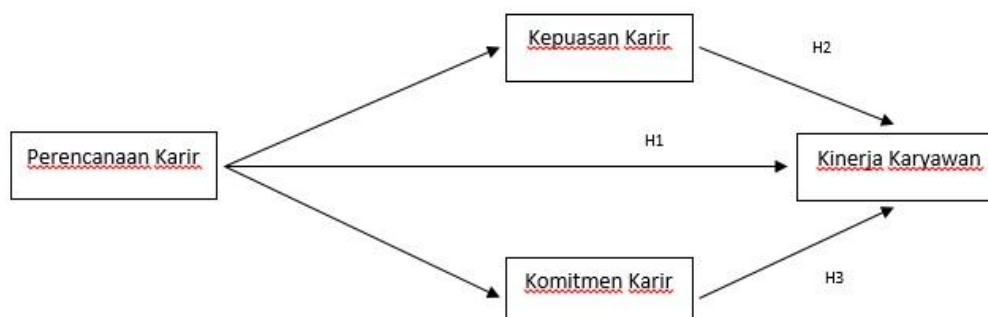 Kepuasan Karir
H2
Perencanaan Karir
H1
Kinerja Karyawan
Komitmen Karir
H3